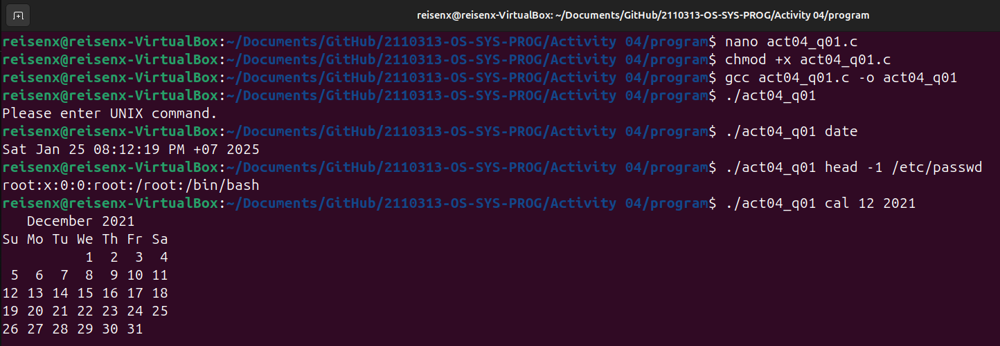 reisenx@reisenx-VirtualBox: ~/Documents/GitHub/2110313-OS-SYS-PROG/Activity 04/program
reisenx@reisenx-VirtualBox:~/Documents/GitHub/2110313-OS-SYS-PROG/Activity 04/program$ nano act04_q01.c
reisenx@reisenx-VirtualBox:~/Documents/GitHub/2110313-OS-SYS-PROG/Activity 04/program$ chmod +x act04_q01.c
reisenx@reisenx-VirtualBox:~/Documents/GitHub/2110313-OS-SYS-PROG/Activity 04/program$ gcc act04_q01.c -o act04_q01
reisenx@reisenx-VirtualBox:~/Documents/GitHub/2110313-OS-SYS-PROG/Activity 04/program$ ./act04_q01
Please enter UNIX command.
reisenx@reisenx-VirtualBox:~/Documents/GitHub/2110313-OS-SYS-PROG/Activity 04/program$ ./act04_q01 date
Sat Jan 25 08:12:19 PM +07 2025
reisenx@reisenx-VirtualBox:~/Documents/GitHub/2110313-OS-SYS-PROG/Activity 04/program$ ./act04_q01 head -1 /etc/passwd
root:x:0:0:root:/root:/bin/bash
reisenx@reisenx-VirtualBox:~/Documents/GitHub/2110313-OS-SYS-PROG/Activity 04/program$ ./act04_q01 cal 12 2021
   December 2021
Su Mo Tu We Th Fr Sa
          1  2  3  4
 5  6  7  8  9 10 11
12 13 14 15 16 17 18
19 20 21 22 23 24 25
26 27 28 29 30 31